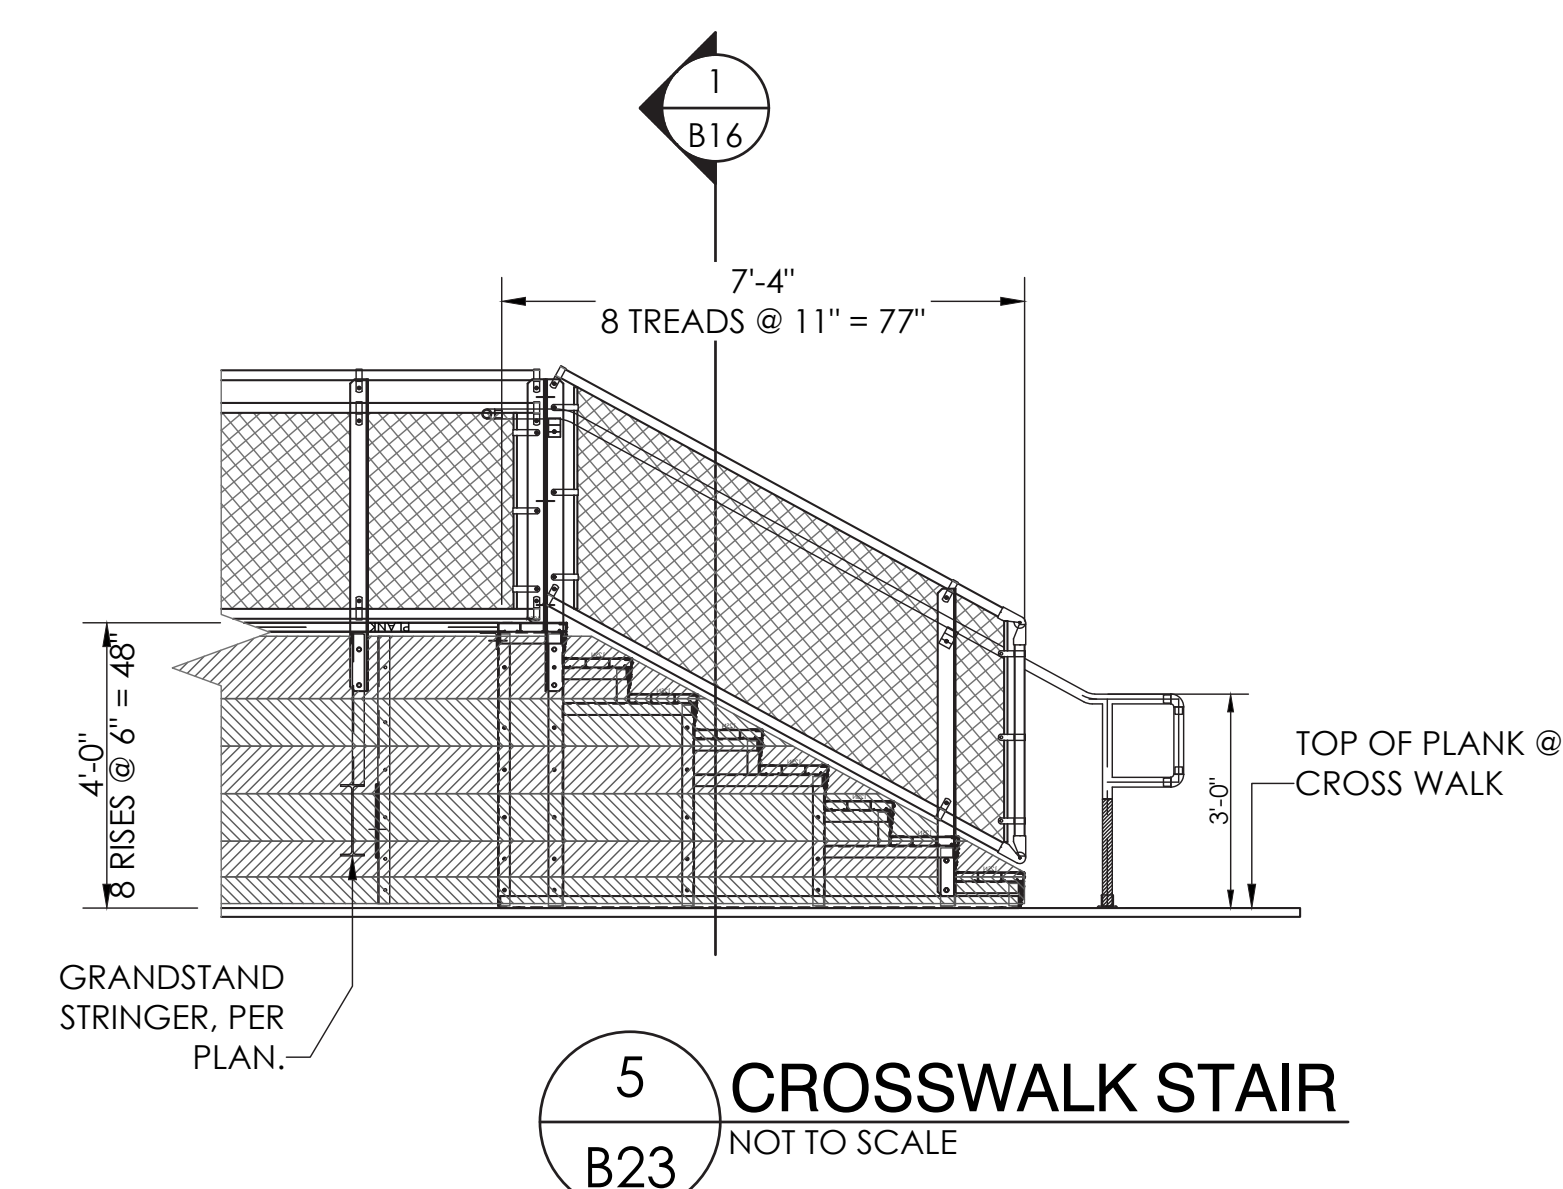 1
B16
7'-4"
8 TREADS @ 11" = 77"
PLANK
4'-0"
8 RISES @ 6" = 48"
3'-0"
TOP OF PLANK @
CROSS WALK
GRANDSTAND
STRINGER, PER
PLAN.
5
B23
CROSSWALK STAIR
NOT TO SCALE